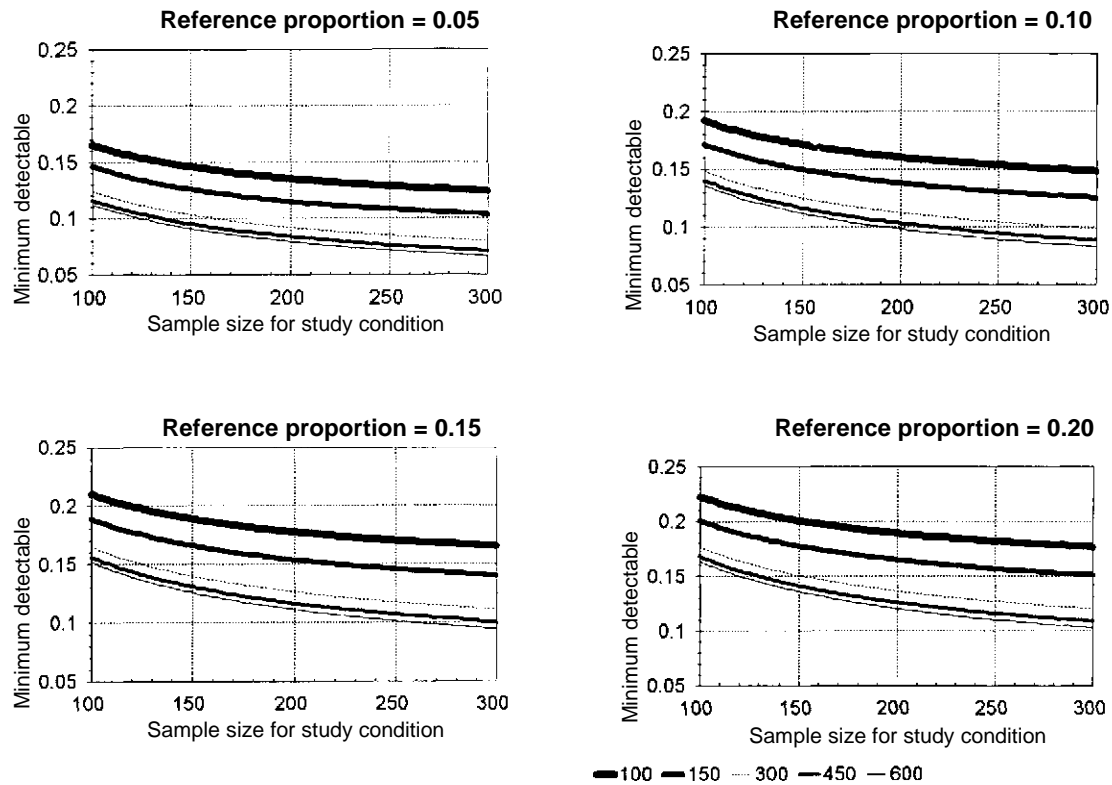 Reference proportion = 0.05
0.25
0.2
0.15
0.1
0.05
Minimum detectable
100 150 200 250 300
Sample size for study condition
Reference proportion = 0.10
0.25
0.2
0.15
0.1
0.05
Minimum detectable
100 150 200 250 300
Sample size for study condition
Reference proportion = 0.15
0.25
0.2
0.15
0.1
0.05
Minimum detectable
100 150 200 250 300
Sample size for study condition
Reference proportion = 0.20
0.25
0.2
0.15
0.1
0.05
Minimum detectable
100 150 200 250 300
Sample size for study condition
100 150 300 450 600